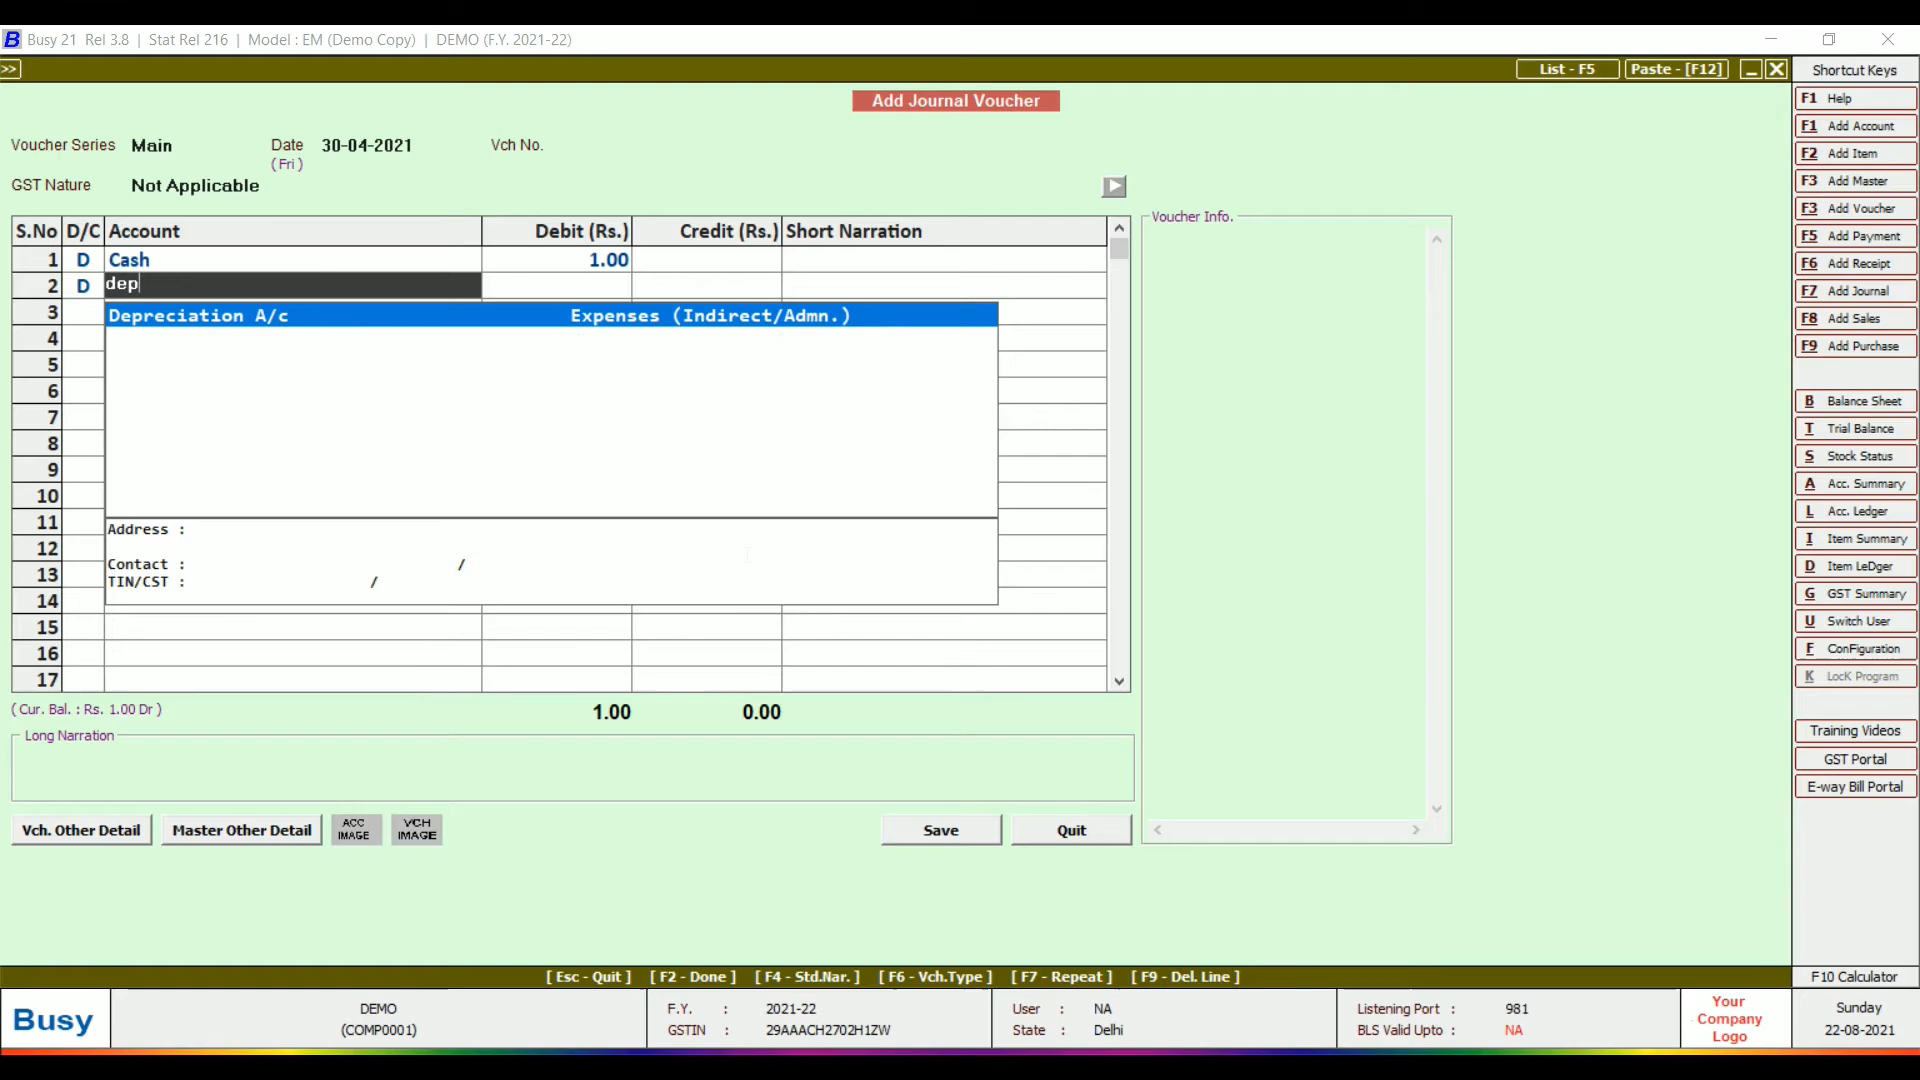 B Busy 21 Rel 3.8 | Stat Rel 216 | Model : EM (Demo Copy) | DEMO (F.Y. 2021-22)
>> List - F5 Paste - [F12] Shortcut Keys
Add Journal Voucher
Voucher Series Main Date 30-04-2021 Vch No.
(Fri)
GST Nature Not Applicable
S.No D/C Account Debit (Rs.) Credit (Rs.) Short Narration
1 D Cash 1.00
2 D dep
3 Depreciation A/c Expenses (Indirect/Admn.)
4
5
6
7
8
9
10
11 Address :
12
Contact : /
13 TIN/CST : /
14
15
16
17
(Cur. Bal. : Rs. 1.00 Dr) 1.00 0.00
Long Narration
Vch. Other Detail Master Other Detail ACC IMAGE VCH IMAGE Save Quit
Voucher Info.
F1 Help
F1 Add Account
F2 Add Item
F3 Add Master
F3 Add Voucher
F5 Add Payment
F6 Add Receipt
F7 Add Journal
F8 Add Sales
F9 Add Purchase
B Balance Sheet
T Trial Balance
S Stock Status
A Acc. Summary
L Acc. Ledger
I Item Summary
D Item LeDger
G GST Summary
U Switch User
F ConFiguration
K LocK Program
Training Videos
GST Portal
E-way Bill Portal
[ Esc - Quit ] [ F2 - Done ] [ F4 - Std.Nar. ] [ F6 - Vch.Type ] [ F7 - Repeat ] [ F9 - Del. Line ] F10 Calculator
Busy
DEMO
(COMP0001)
F.Y. : 2021-22
GSTIN : 29AAACH2702H1ZW
User : NA
State : Delhi
Listening Port : 981
BLS Valid Upto : NA
Your
Company
Logo
Sunday
22-08-2021